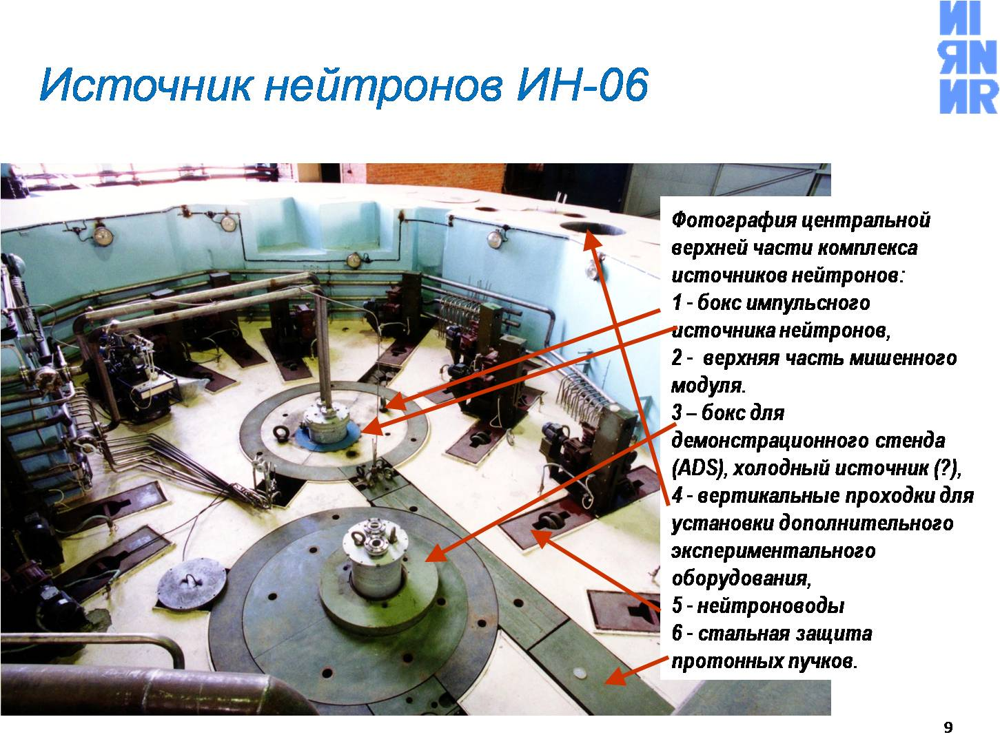 ИI
ЯN
ИR
Источник нейтронов ИН-06
Фотография центральной
верхней части комплекса
источников нейтронов:
1 - бокс импульсного
источника нейтронов,
2 - верхняя часть мишенного
модуля.
3 – бокс для
демонстрационного стенда
(ADS), холодный источник (?),
4 - вертикальные проходки для
установки дополнительного
экспериментального
оборудования,
5 - нейтроноводы
6 - стальная защита
протонных пучков.
9